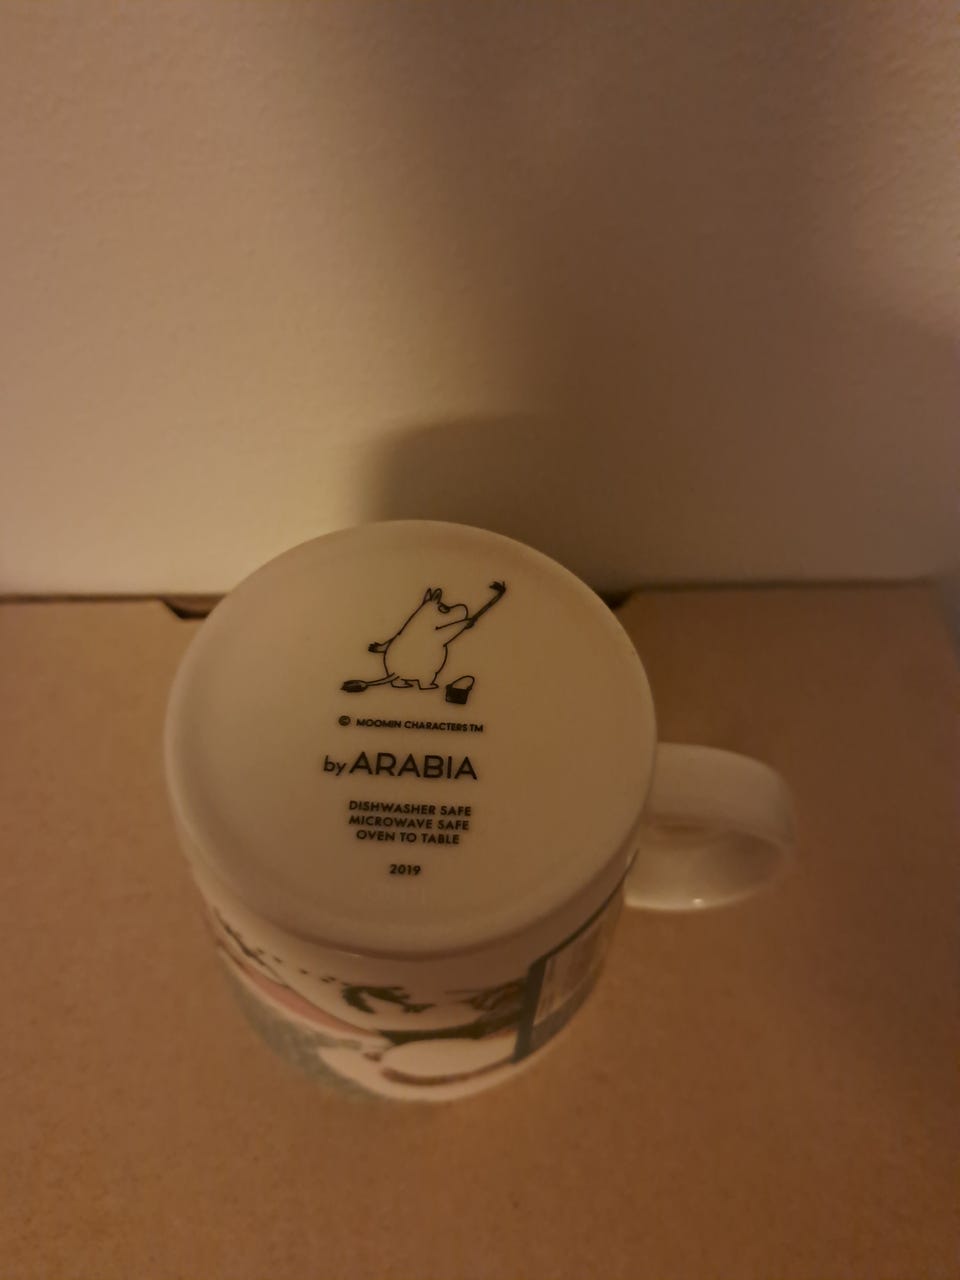 © MOOMIN CHARACTERS TM
by ARABIA
DISHWASHER SAFE
MICROWAVE SAFE
OVEN TO TABLE
2019